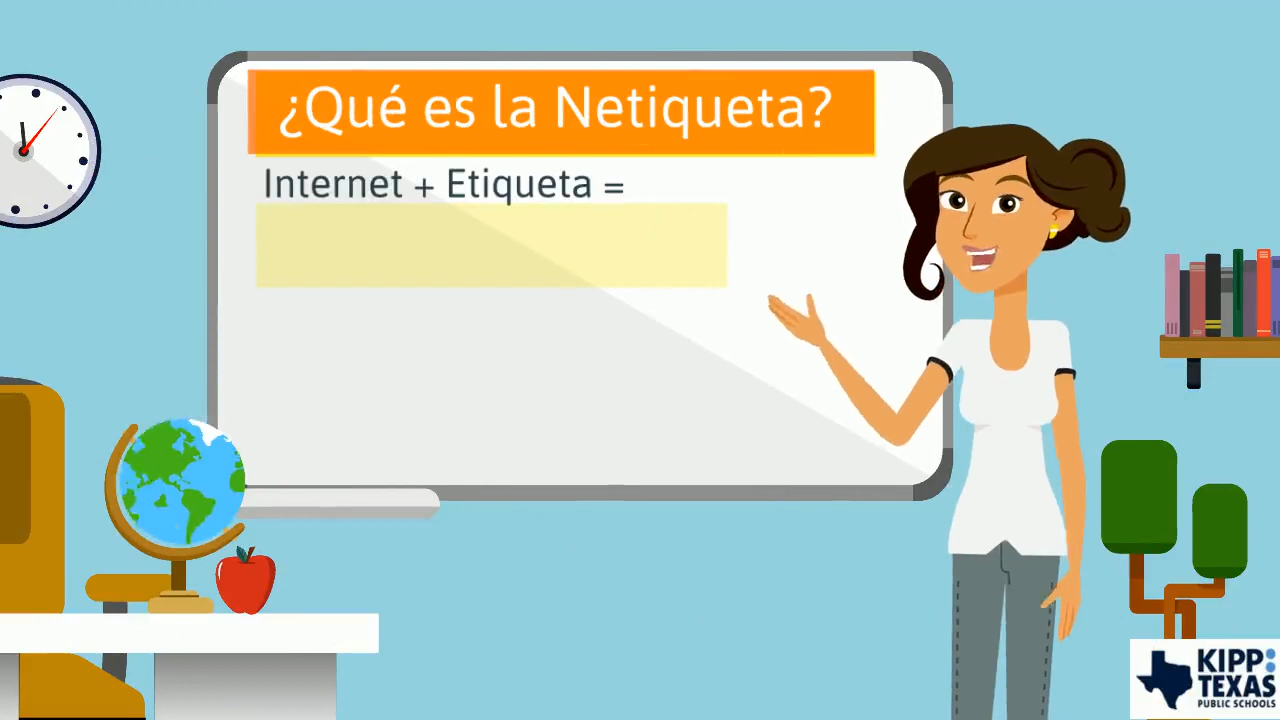 ¿Qué es la Netiqueta?
Internet + Etiqueta =
KIPP:
TEXAS
PUBLIC SCHOOLS